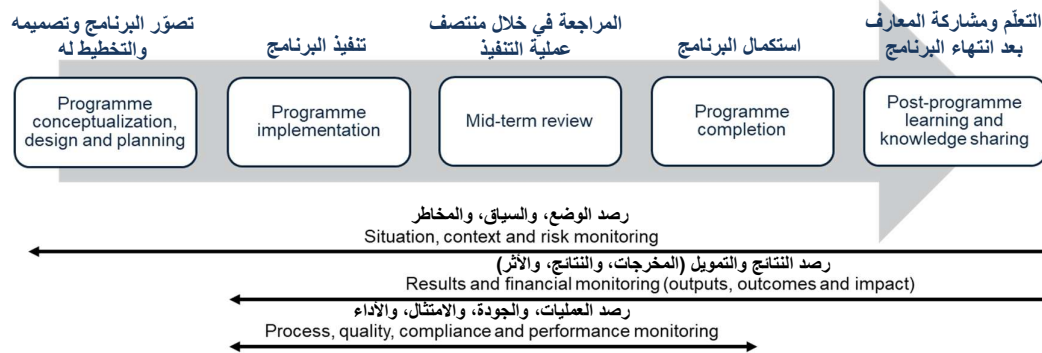 تصوّر البرنامج وتصميمه
والتخطيط له
تنفيذ البرنامج
المراجعة في خلال منتصف
عملية التنفيذ
استكمال البرنامج
التعلّم ومشاركة المعارف
بعد انتهاء البرنامج
Programme
conceptualization,
design and planning
Programme
implementation
Mid-term review
Programme
completion
Post-programme
learning and
knowledge sharing
رصد الوضع، والسياق، والمخاطر
Situation, context and risk monitoring
رصد النتائج والتمويل (المخرجات، والنتائج، والأثر)
Results and financial monitoring (outputs, outcomes and impact)
رصد العمليات، والجودة، والامتثال، والأداء
Process, quality, compliance and performance monitoring